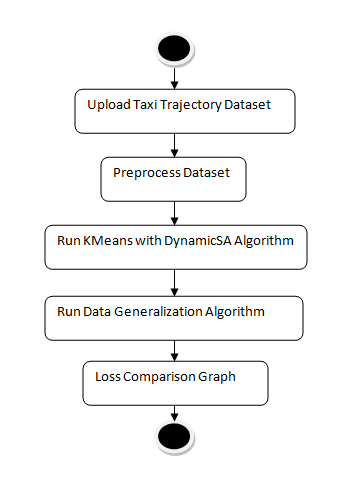 Upload Taxi Trajectory Dataset
Preprocess Dataset
Run KMeans with DynamicSA Algorithm
Run Data Generalization Algorithm
Loss Comparison Graph